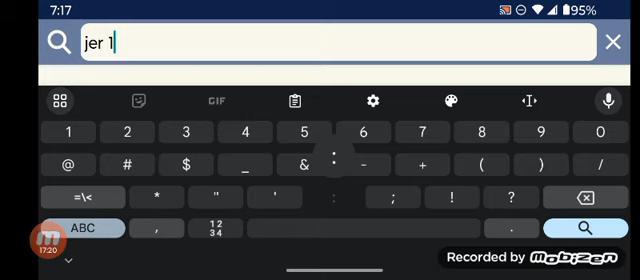 7:17 95%
jer 1
GIF
1 2 3 4 5 6 7 8 9 0
@ # $ _ & : - + ( ) /
=\< * " ' : ; ! ?
ABC , 12 34 .
17:20
Recorded by MOBIZEN